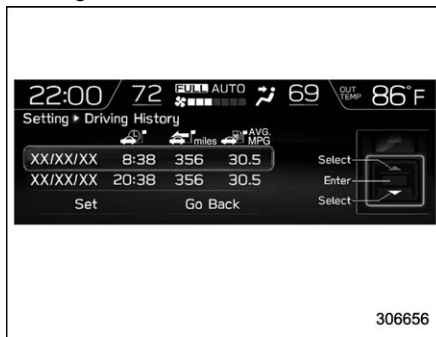 22:00 72 FULL AUTO 69 OUT TEMP 86°F
Setting ▸ Driving History
miles AVG. MPG
XX/XX/XX 8:38 356 30.5 Select
XX/XX/XX 20:38 356 30.5 Enter
Set Go Back Select
306656